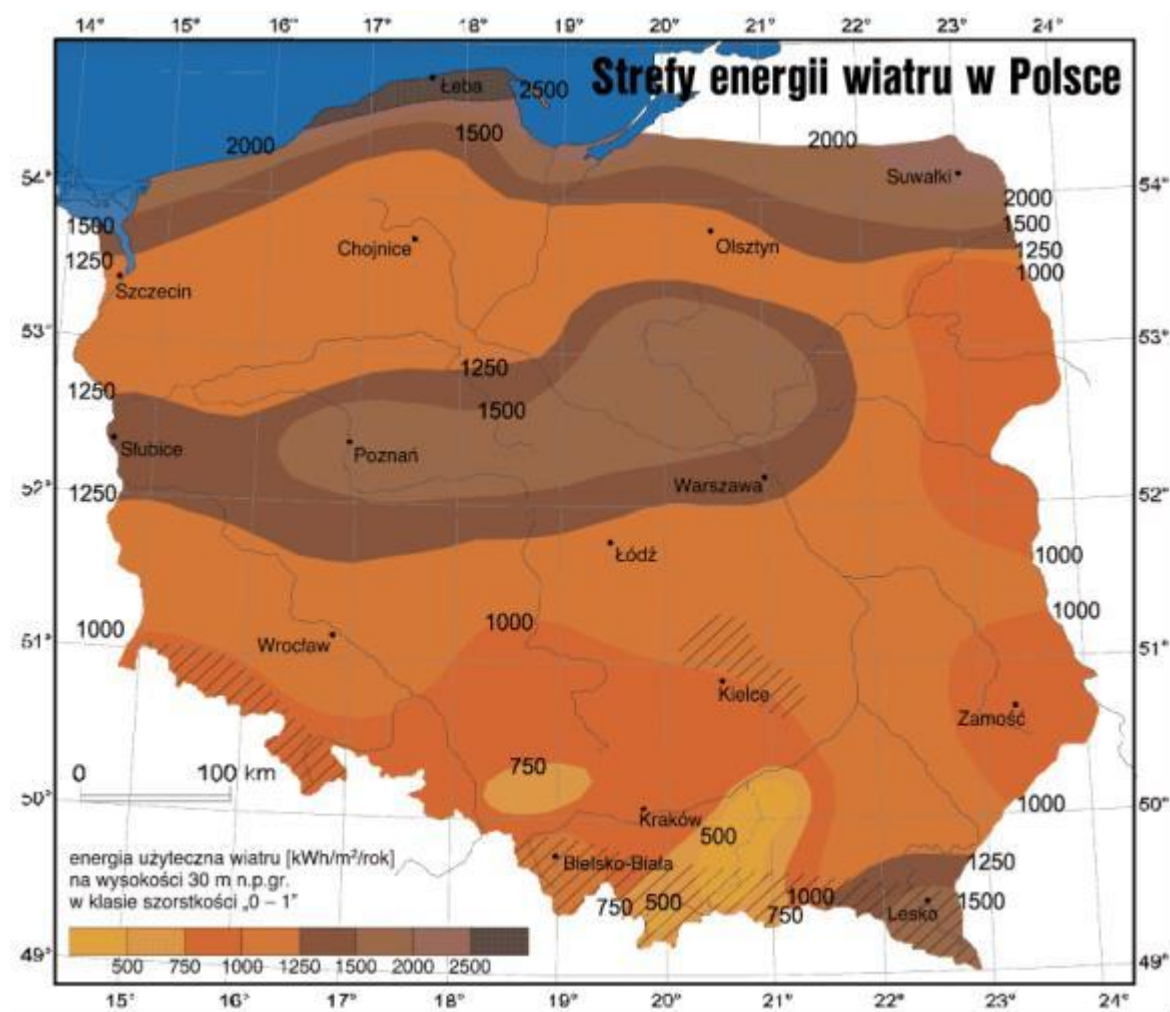 14° 15° 16° 17° 18° 19° 20° 21° 22° 23° 24°
Strefy energii wiatru w Polsce
Łeba
2500
1500
2000
2000
Suwałki
54°
54°
2000
1500
1500
Chojnice
Olsztyn
1250
1250
1000
Szczecin
53°
53°
1250
1250
1500
Słubice
Poznań
Warszawa
52°
1250
52°
Łódź
1000
1000
1000
1000
51°
51°
Wrocław
Kielce
Zamość
0 100 km
750
50°
50°
1000
Kraków
500
energia użyteczna wiatru [kWh/m²/rok]
na wysokości 30 m n.p.gr.
w klasie szorstkości „0 – 1”
Bielsko-Biała
1250
750
500
750
1000
Lesko
1500
500 750 1000 1250 1500 2000 2500
49°
49°
15° 16° 17° 18° 19° 20° 21° 22° 23° 24°